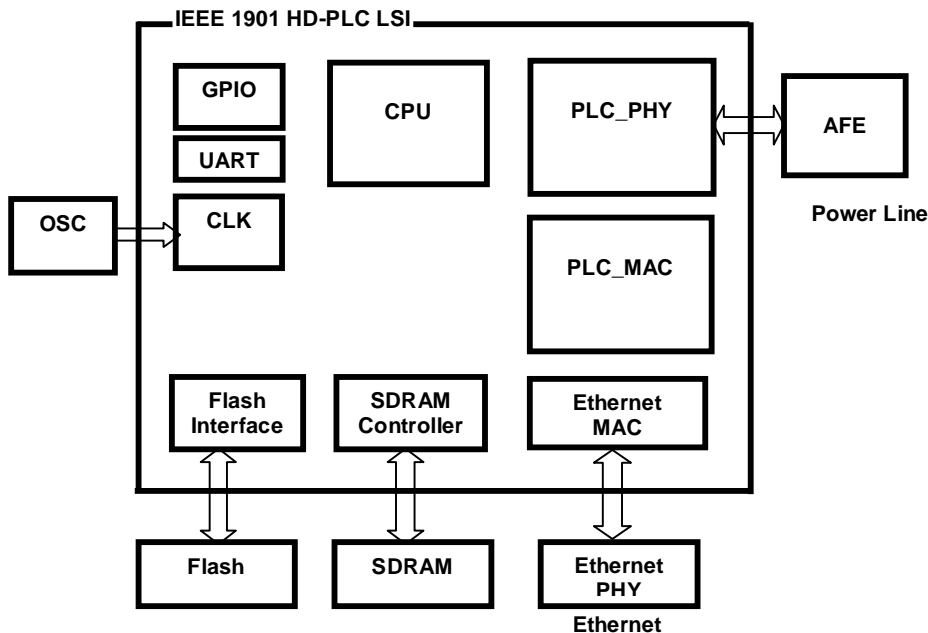 IEEE 1901 HD-PLC LSI
GPIO
CPU
PLC_PHY
AFE
UART
Power Line
OSC
CLK
PLC_MAC
Flash
Interface
SDRAM
Controller
Ethernet
MAC
Flash
SDRAM
Ethernet
PHY
Ethernet